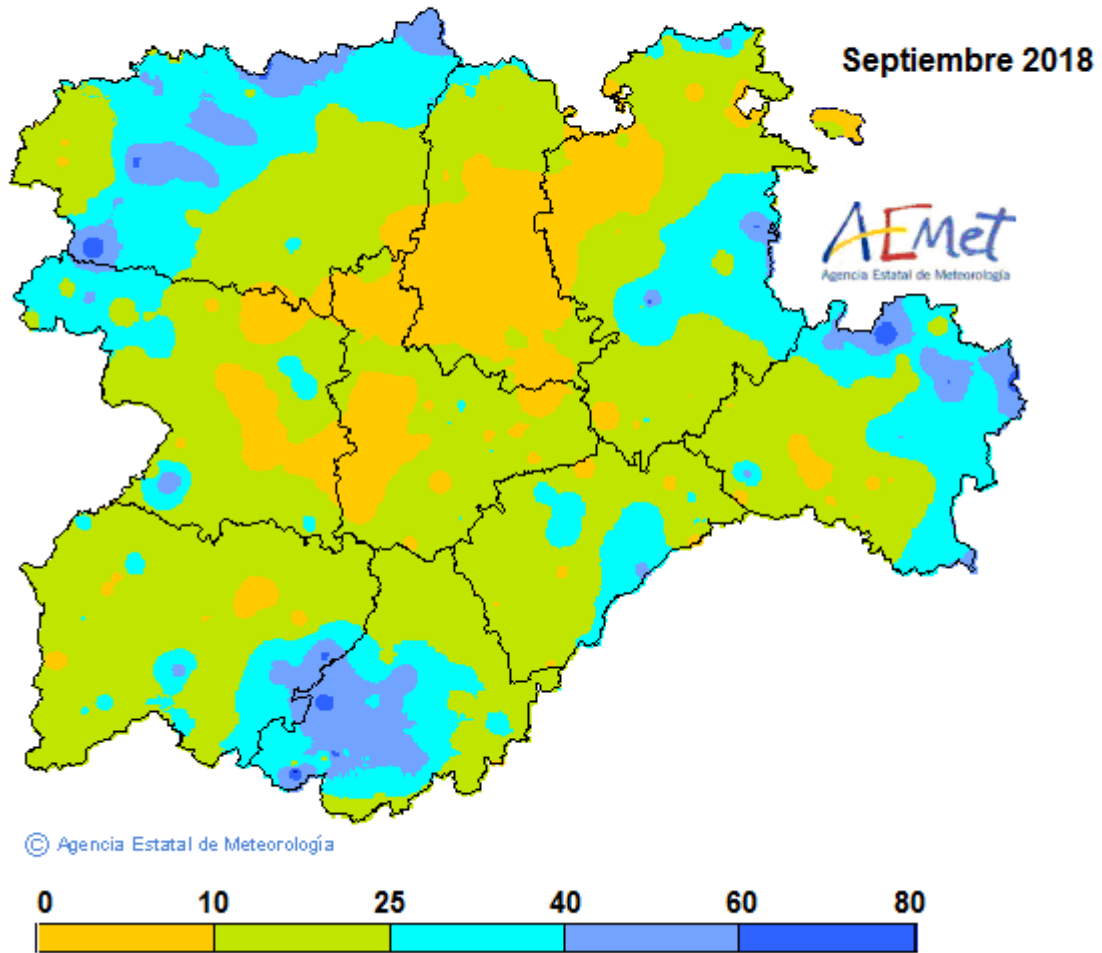 Septiembre 2018
AEMet
Agencia Estatal de Meteorología
© Agencia Estatal de Meteorología
0 10 25 40 60 80